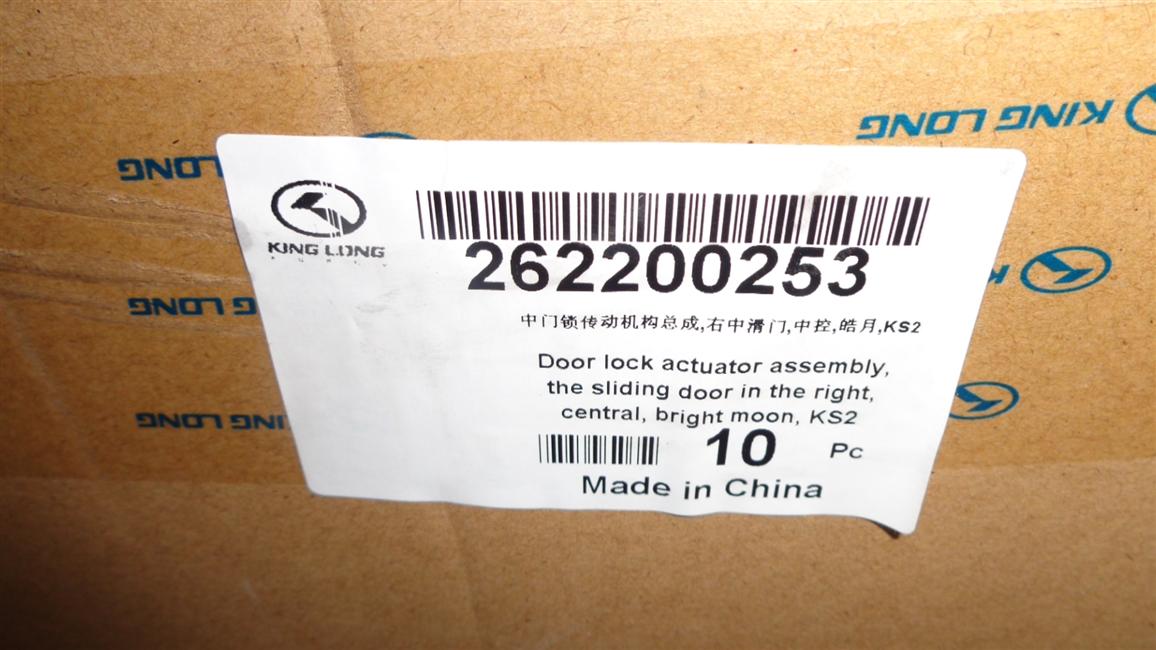 KING LONG
KING LONG
KING LONG
262200253
中门锁传动机构总成,右中滑门,中控,皓月,KS2
Door lock actuator assembly,
the sliding door in the right,
central, bright moon, KS2
10 Pc
Made in China
KING LONG
KING LONG